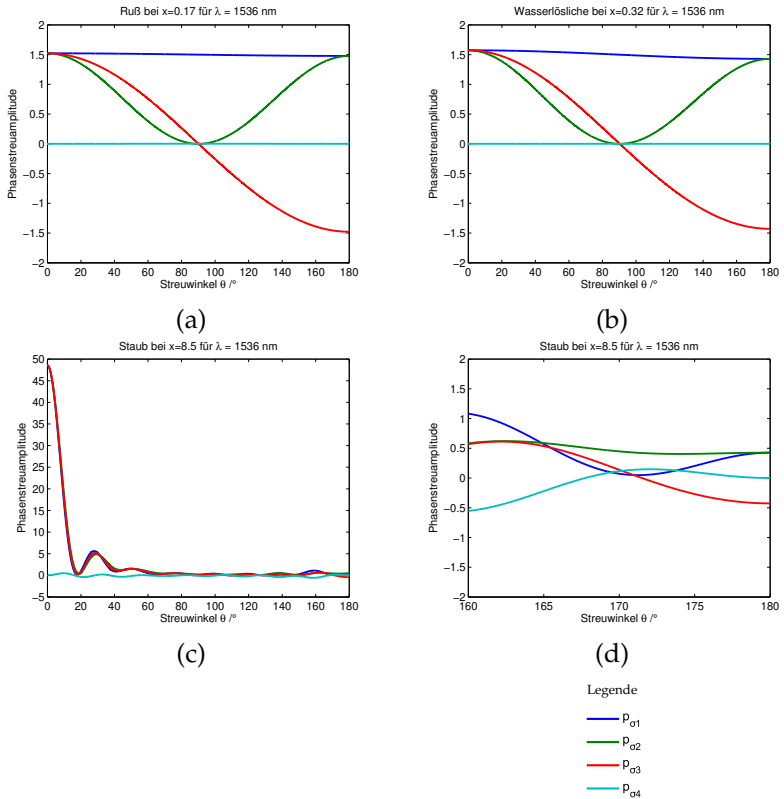 Ruß bei x=0.17 für λ = 1536 nm
2
1.5
1
0.5
0
−0.5
−1
−1.5
−2
Phasenstreuamplitude
0 20 40 60 80 100 120 140 160 180
Streuwinkel θ /°
(a)
Wasserlösliche bei x=0.32 für λ = 1536 nm
2
1.5
1
0.5
0
−0.5
−1
−1.5
−2
Phasenstreuamplitude
0 20 40 60 80 100 120 140 160 180
Streuwinkel θ /°
(b)
Staub bei x=8.5 für λ = 1536 nm
50
45
40
35
30
25
20
15
10
5
0
−5
Phasenstreuamplitude
0 20 40 60 80 100 120 140 160 180
Streuwinkel θ /°
(c)
Staub bei x=8.5 für λ = 1536 nm
2
1.5
1
0.5
0
−0.5
−1
−1.5
−2
Phasenstreuamplitude
160 165 170 175 180
Streuwinkel θ /°
(d)
Legende
pσ1
pσ2
pσ3
pσ4